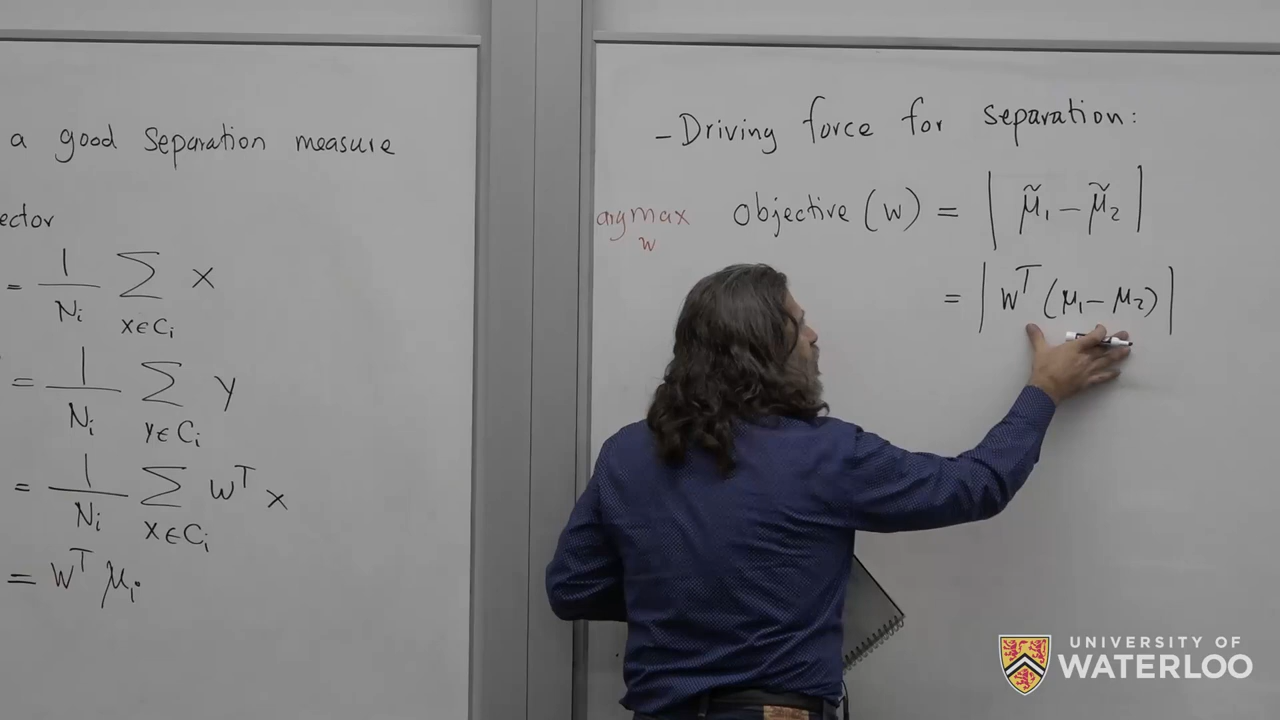 a good separation measure
ector
= 1/Nᵢ ∑ x∈Cᵢ x
= 1/Nᵢ ∑ y∈Cᵢ y
= 1/Nᵢ ∑ x∈Cᵢ wᵀ x
= wᵀ μᵢ
- Driving force for separation:
argmax w objective (w) = | μ̃₁ - μ̃₂ |
= | wᵀ (μ₁ - μ₂) |
UNIVERSITY OF
WATERLOO